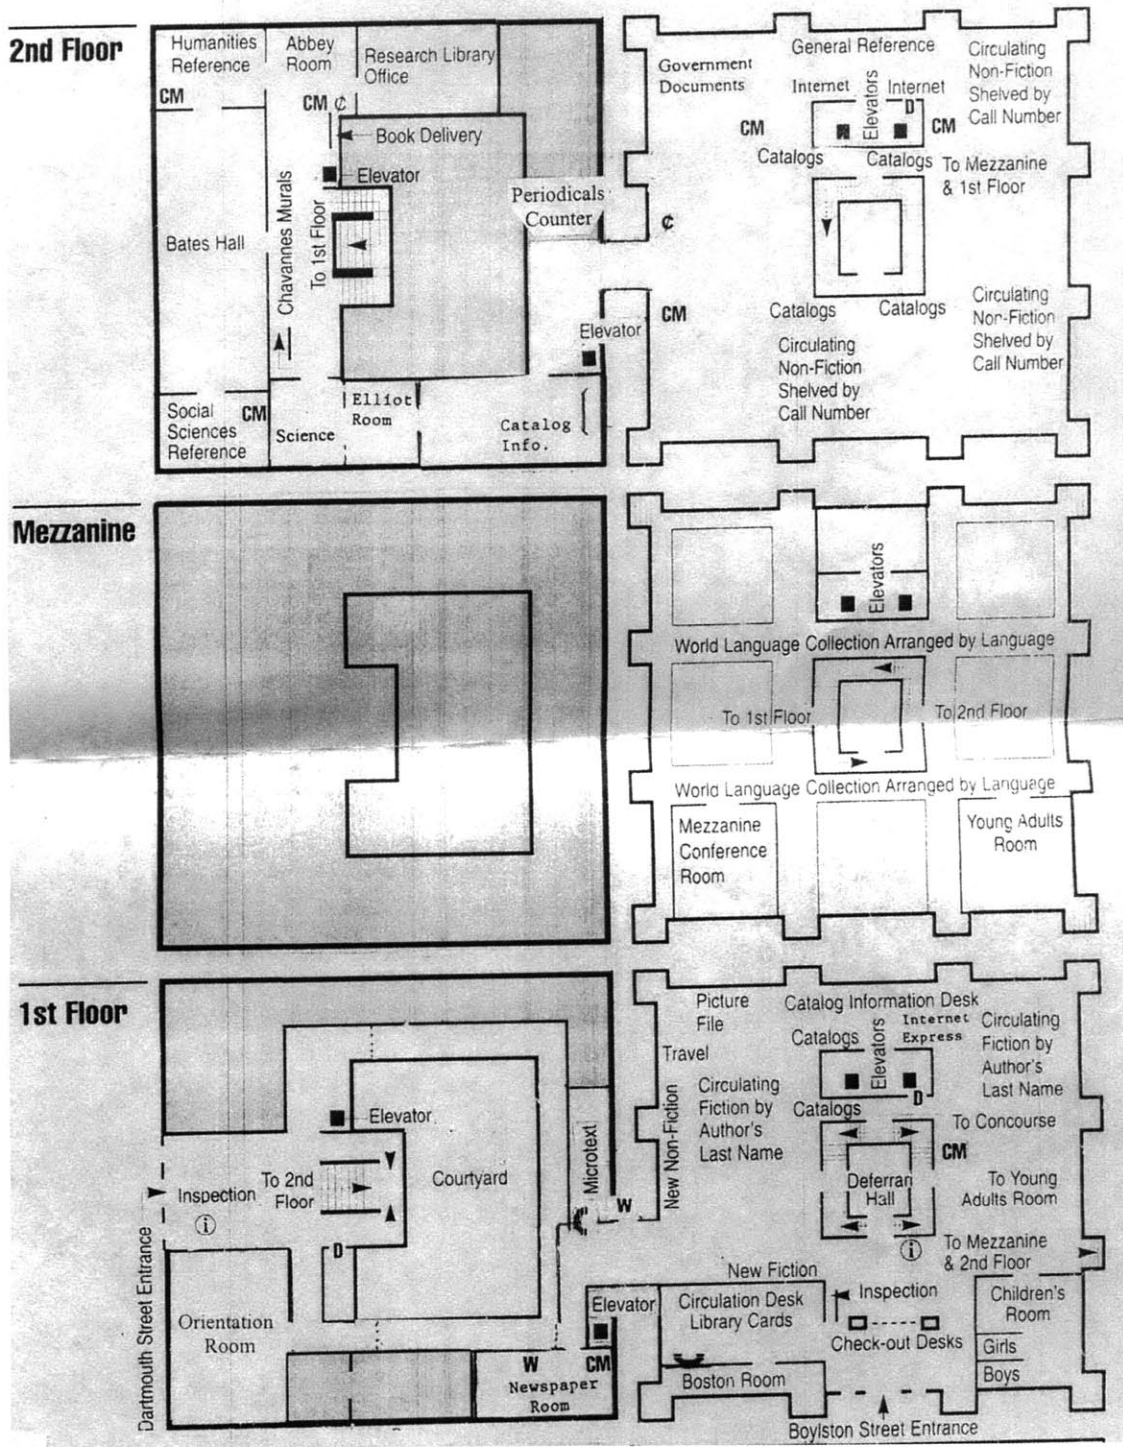 2nd Floor
Humanities
Reference
CM
Abbey
Room
Research Library
Office
CM ₵
Book Delivery
Elevator
Chavannes Murals
To 1st Floor
Bates Hall
Periodicals
Counter
Elevator
Social
Sciences
Reference
CM
Science
Elliot
Room
Catalog
Info.
General Reference
Government
Documents
Internet
Elevators
Internet
D
CM
CM
Circulating
Non-Fiction
Shelved by
Call Number
Catalogs
Catalogs
To Mezzanine
& 1st Floor
₵
CM
Catalogs
Catalogs
Circulating
Non-Fiction
Shelved by
Call Number
Circulating
Non-Fiction
Shelved by
Call Number
Mezzanine
Elevators
World Language Collection Arranged by Language
To 1st Floor
To 2nd Floor
World Language Collection Arranged by Language
Mezzanine
Conference
Room
Young Adults
Room
1st Floor
Elevator
To 2nd
Floor
Inspection
i
Courtyard
Microtext
W
D
Dartmouth Street Entrance
Orientation
Room
Elevator
W
CM
Newspaper
Room
Picture
File
Catalog Information Desk
Travel
Catalogs
Elevators
Internet
Express
Circulating
Fiction by
Author's
Last Name
New Non-Fiction
Circulating
Fiction by
Author's
Last Name
Catalogs
D
To Concourse
CM
Deferran
Hall
To Young
Adults Room
i
To Mezzanine
& 2nd Floor
New Fiction
Circulation Desk
Library Cards
Inspection
Check-out Desks
Children's
Room
Girls
Boys
Boston Room
Boylston Street Entrance